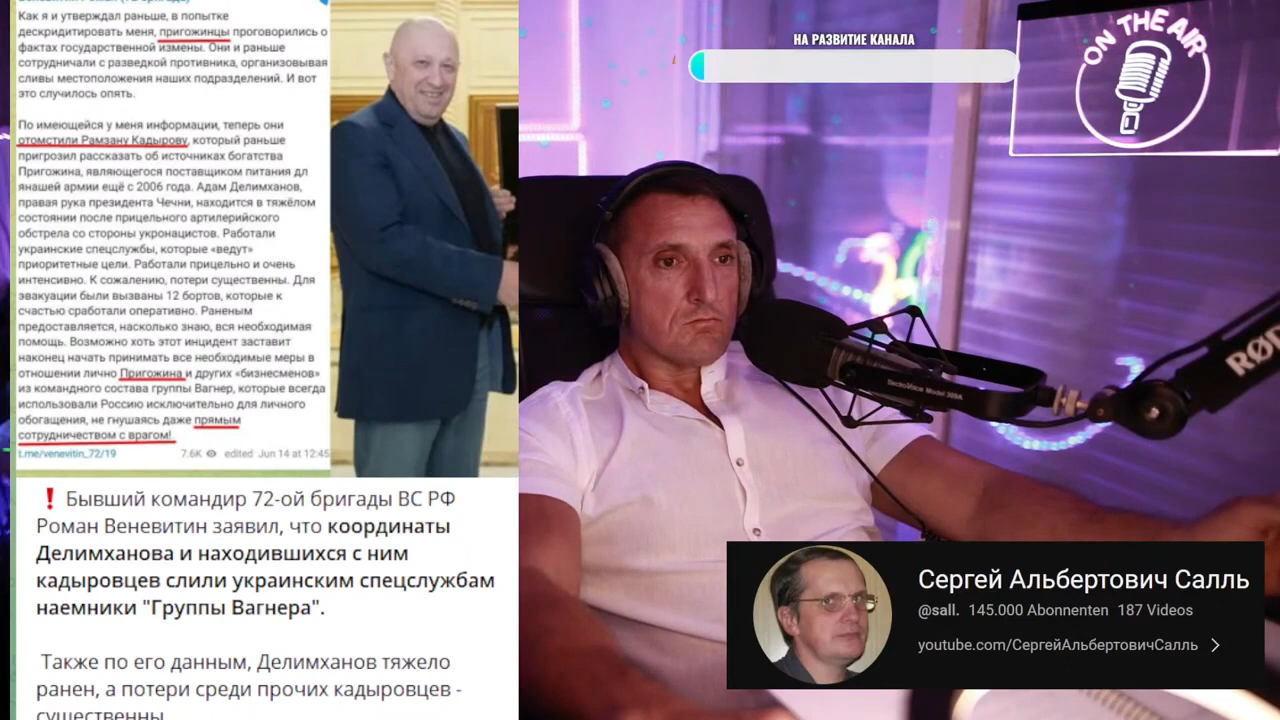 Как я и утверждал раньше, в попытке
дескридитировать меня, пригожинцы проговорились о
фактах государственной измены. Они и раньше
сотрудничали с разведкой противника, организовывая
сливы местоположения наших подразделений. И вот
это случилось опять.
По имеющейся у меня информации, теперь они
отомстили Рамзану Кадырову, который раньше
пригрозил рассказать об источниках богатства
Пригожина, являющегося поставщиком питания дл
янашей армии ещё с 2006 года. Адам Делимханов,
правая рука президента Чечни, находится в тяжёлом
состоянии после прицельного артилерийского
обстрела со стороны укронацистов. Работали
украинские спецслужбы, которые «ведут»
приоритетные цели. Работали прицельно и очень
интенсивно. К сожалению, потери существенны. Для
эвакуации были вызваны 12 бортов, которые к
счастью сработали оперативно. Раненым
предоставляется, насколько знаю, вся необходимая
помощь. Возможно хоть этот инцидент заставит
наконец начать принимать все необходимые меры в
отношении лично Пригожина и других «бизнесменов»
из командного состава группы Вагнер, которые всегда
использовали Россию исключительно для личного
обогащения, не гнушаясь даже прямым
сотрудничеством с врагом!
t.me/venevitin_72/19 7.6K edited Jun 14 at 12:45
❗ Бывший командир 72-ой бригады ВС РФ
Роман Веневитин заявил, что координаты
Делимханова и находившихся с ним
кадыровцев слили украинским спецслужбам
наемники "Группы Вагнера".
Также по его данным, Делимханов тяжело
ранен, а потери среди прочих кадыровцев -
существенны
НА РАЗВИТИЕ КАНАЛА
ON THE AIR
RØD
ElectroVoice Model 309A
Сергей Альбертович Салль
@sall. 145.000 Abonnenten 187 Videos
youtube.com/СергейАльбертовичСалль